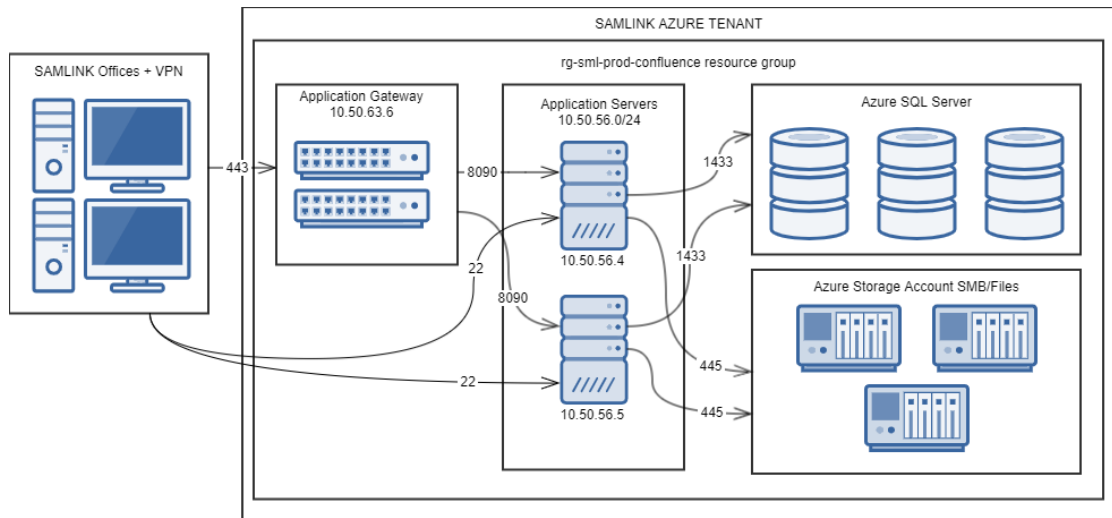 SAMLINK AZURE TENANT
SAMLINK Offices + VPN
rg-sml-prod-confluence resource group
Application Gateway
10.50.63.6
Application Servers
10.50.56.0/24
Azure SQL Server
443
8090
1433
10.50.56.4
22
1433
8090
Azure Storage Account SMB/Files
445
22
445
10.50.56.5